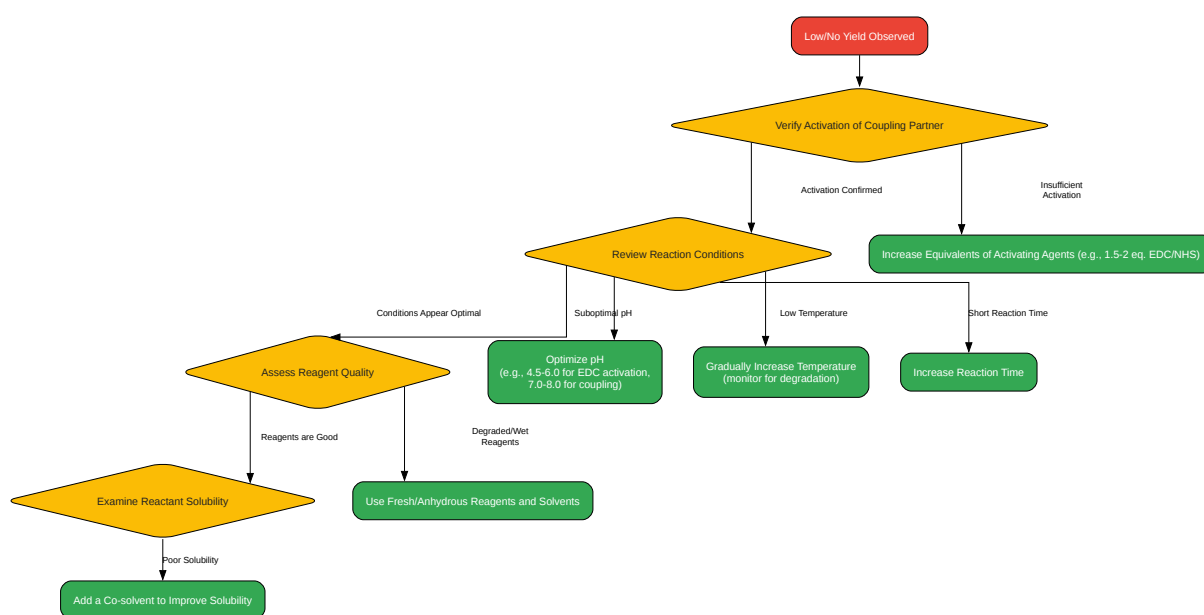 Low/No Yield Observed
Verify Activation of Coupling Partner
Activation Confirmed
Insufficient
Activation
Review Reaction Conditions
Increase Equivalents of Activating Agents (e.g., 1.5-2 eq. EDC/NHS)
Conditions Appear Optimal
Suboptimal pH
Low Temperature
Short Reaction Time
Assess Reagent Quality
Optimize pH
(e.g., 4.5-6.0 for EDC activation,
7.0-8.0 for coupling)
Gradually Increase Temperature
(monitor for degradation)
Increase Reaction Time
Reagents are Good
Degraded/Wet
Reagents
Examine Reactant Solubility
Use Fresh/Anhydrous Reagents and Solvents
Poor Solubility
Add a Co-solvent to Improve Solubility